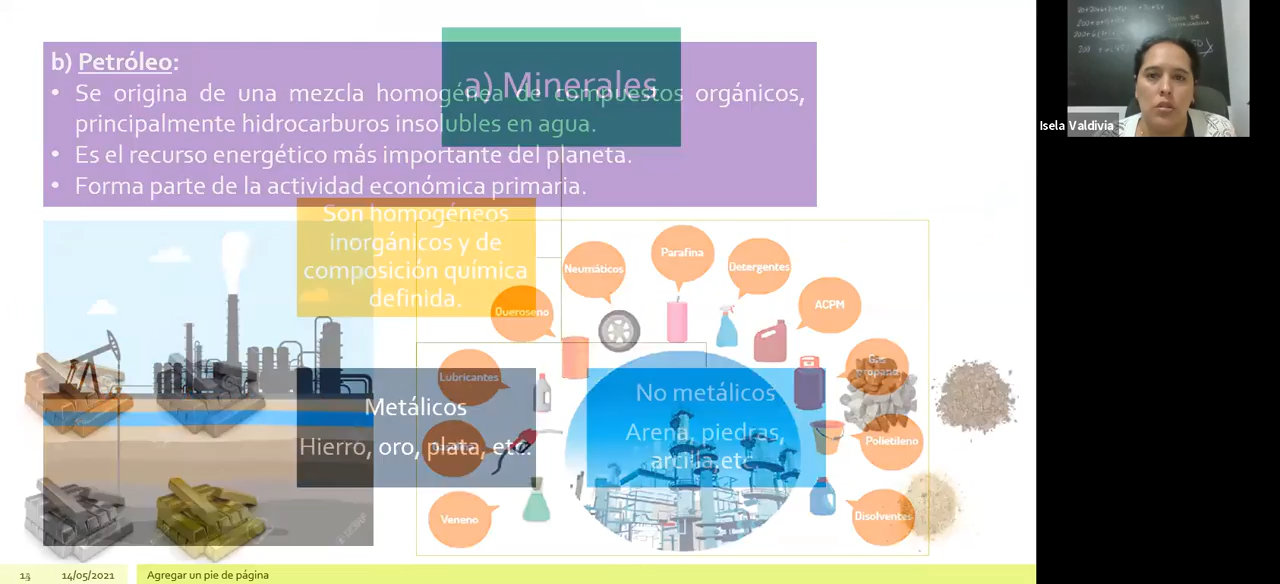 b) Petróleo:
• Se origina de una mezcla homogénea de compuestos orgánicos,
principalmente hidrocarburos insolubles en agua.
• Es el recurso energético más importante del planeta.
• Forma parte de la actividad económica primaria.
a) Minerales
Son homogéneos
inorgánicos y de
composición química
definida.
Metálicos
Hierro, oro, plata, etc.
No metálicos
Arena, piedras,
arcilla.etc
Parafina
Neumáticos
Detergentes
ACPM
Dueroseno
Gas
propano
Lubricantes
Polietileno
Veneno
Disolventes
14/05/2021
Agregar un pie de página
Isela Valdivia